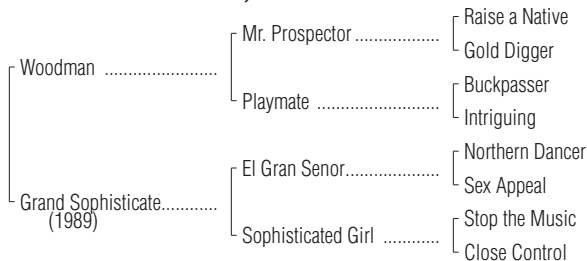 Raise a Native
Mr. Prospector ..................
Gold Digger
Woodman ........................
Buckpasser
Playmate ..........................
Intriguing
Northern Dancer
El Gran Senor....................
Sex Appeal
Grand Sophisticate............
(1989)
Stop the Music
Sophisticated Girl ............
Close Control